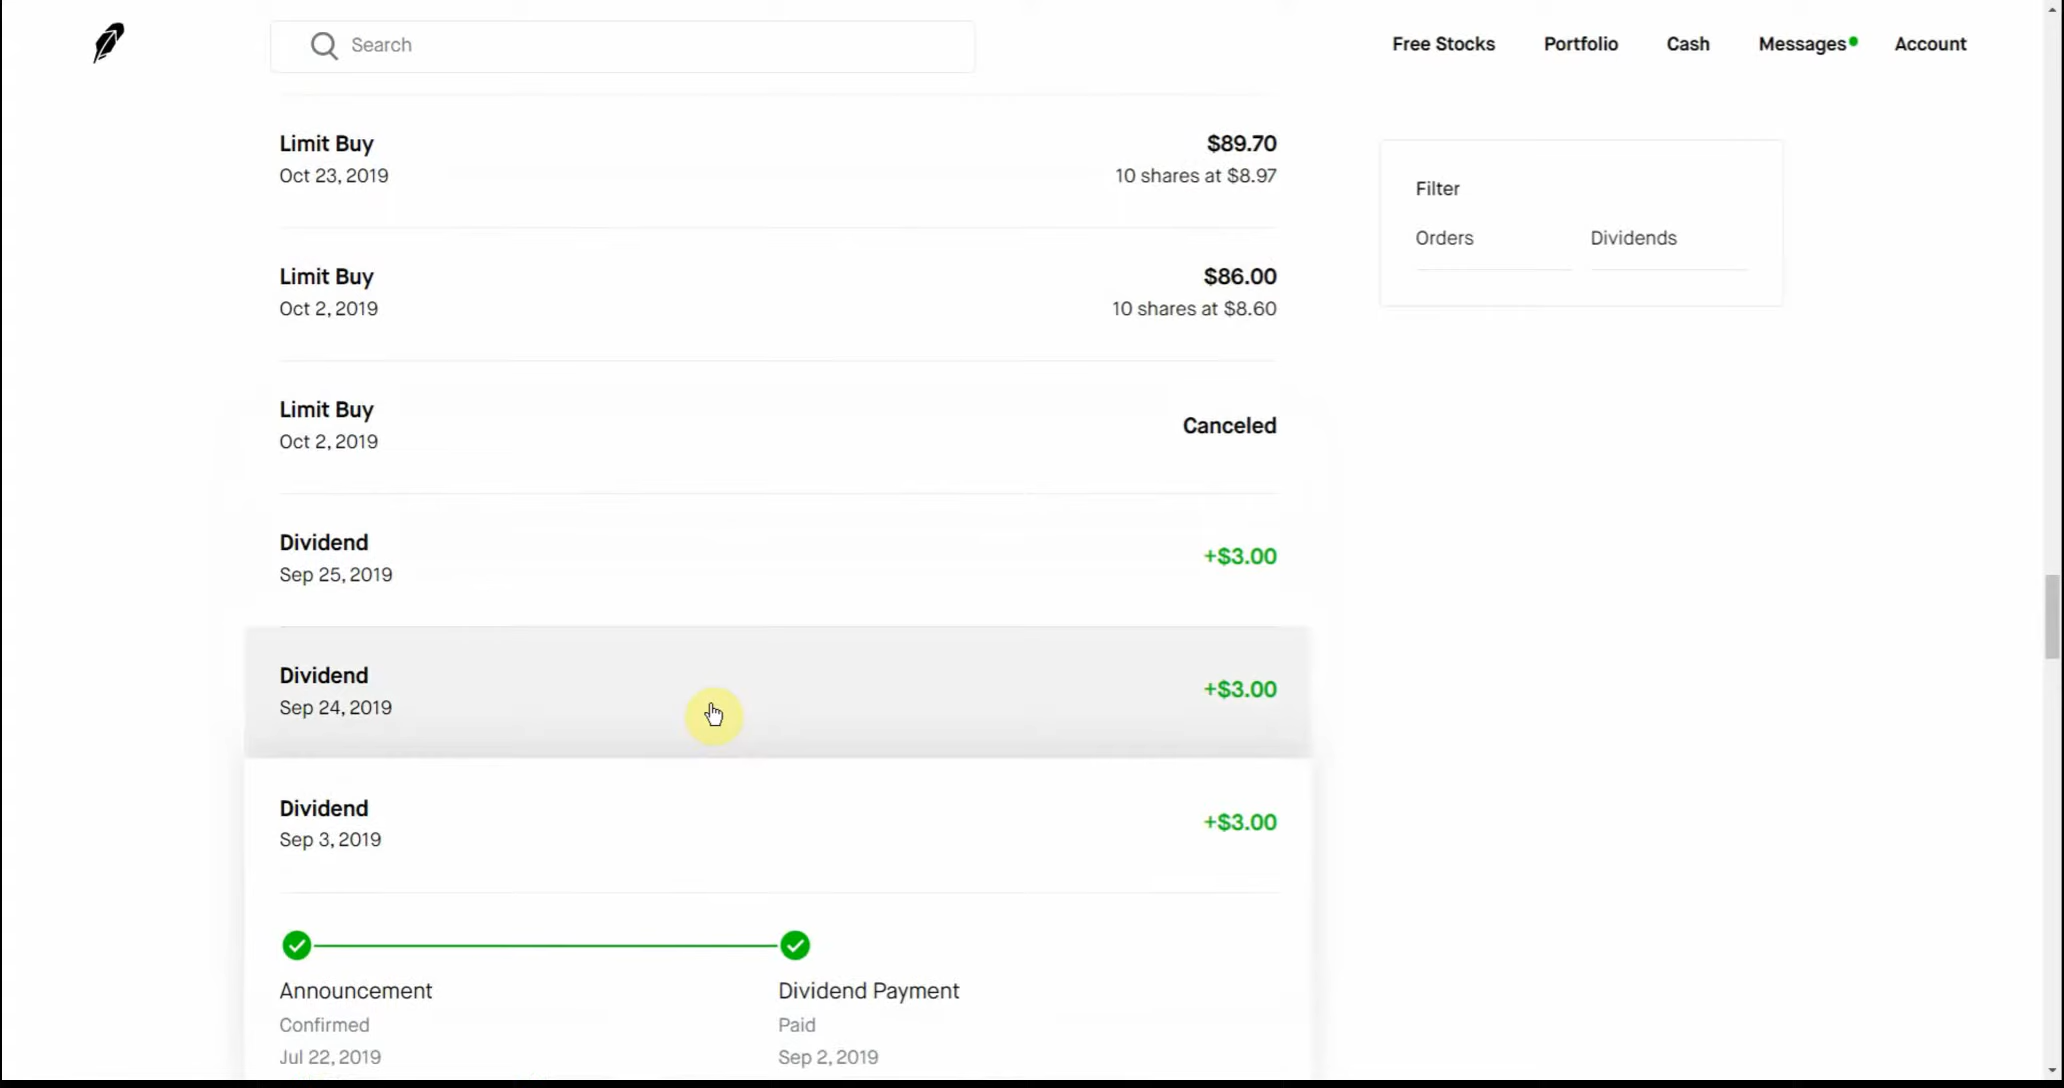 Search
Free Stocks
Portfolio
Cash
Messages
Account
Limit Buy
$89.70
Oct 23, 2019
10 shares at $8.97
Filter
Orders
Dividends
Limit Buy
$86.00
Oct 2, 2019
10 shares at $8.60
Limit Buy
Canceled
Oct 2, 2019
Dividend
+$3.00
Sep 25, 2019
Dividend
+$3.00
Sep 24, 2019
Dividend
+$3.00
Sep 3, 2019
Announcement
Dividend Payment
Confirmed
Paid
Jul 22, 2019
Sep 2, 2019